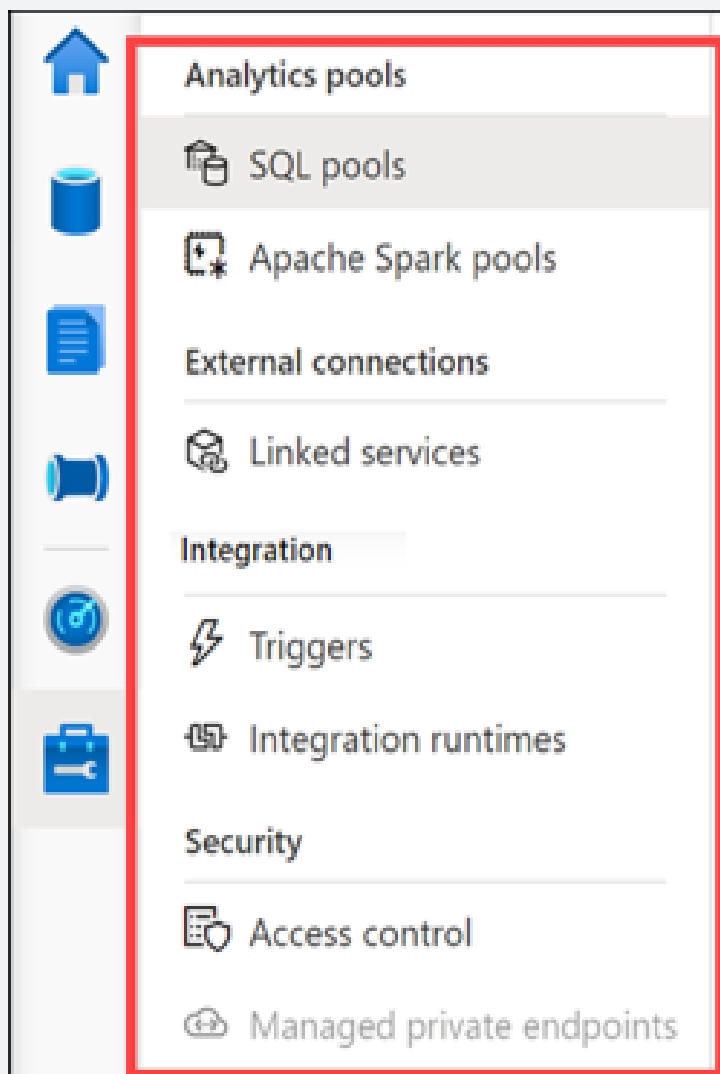 Analytics pools
SQL pools
Apache Spark pools
External connections
Linked services
Integration
Triggers
Integration runtimes
Security
Access control
Managed private endpoints